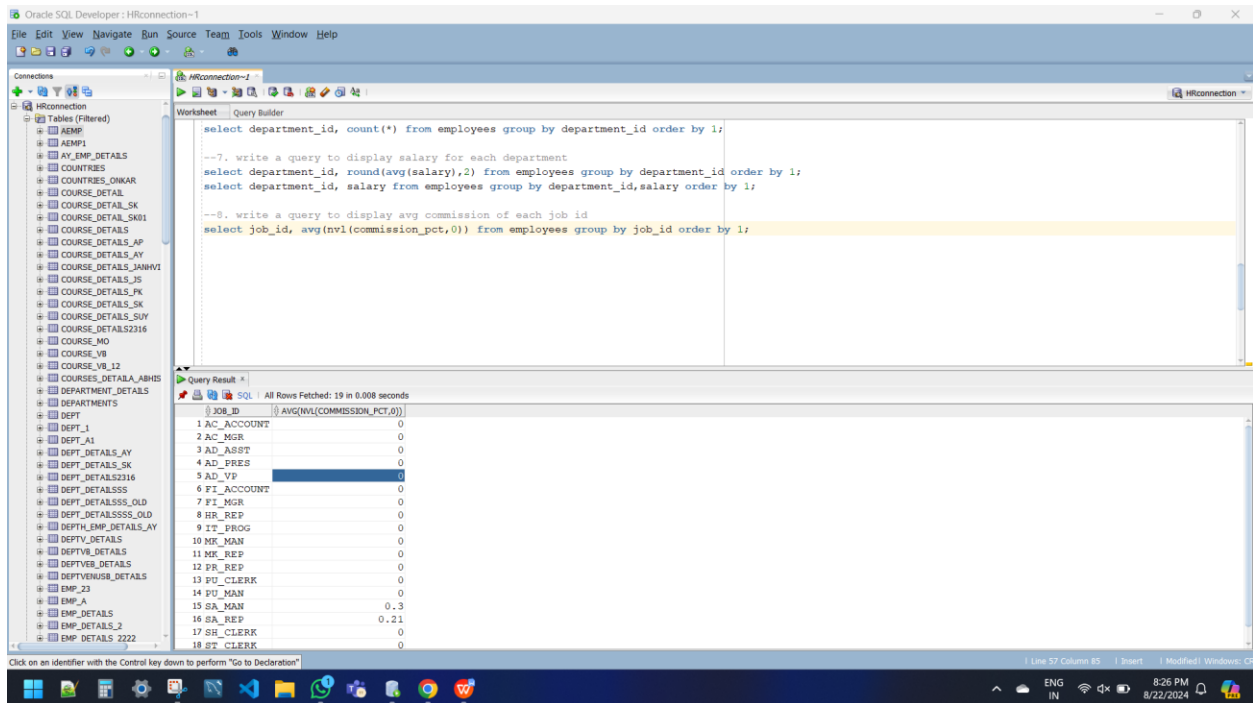 Oracle SQL Developer : HRconnection~1
File Edit View Navigate Run Source Team Tools Window Help
Connections
HRconnection~1
HRconnection
Worksheet Query Builder
HRconnection
Tables (Filtered)
AEMP
AEMP1
AY_EMP_DETAILS
COUNTRIES
COUNTRIES_ONKAR
COURSE_DETAIL
COURSE_DETAIL_SK
COURSE_DETAIL_SK01
COURSE_DETAILS
COURSE_DETAILS_AP
COURSE_DETAILS_AY
COURSE_DETAILS_JANHVI
COURSE_DETAILS_JS
COURSE_DETAILS_PK
COURSE_DETAILS_SK
COURSE_DETAILS_SUY
COURSE_DETAILS2316
COURSE_MO
COURSE_VB
COURSE_VB_12
COURSES_DETAILA_ABHIS
DEPARTMENT_DETAILS
DEPARTMENTS
DEPT
DEPT_1
DEPT_A1
DEPT_DETAILS_AY
DEPT_DETAILS_SK
DEPT_DETAILS2316
DEPT_DETAILSSS
DEPT_DETAILSSS_OLD
DEPT_DETAILSSSS_OLD
DEPTH_EMP_DETAILS_AY
DEPTV_DETAILS
DEPTVB_DETAILS
DEPTVEB_DETAILS
DEPTVENUSB_DETAILS
EMP_23
EMP_A
EMP_DETAILS
EMP_DETAILS_2
EMP_DETAILS_2222
select department_id, count(*) from employees group by department_id order by 1;
--7. write a query to display salary for each department
select department_id, round(avg(salary),2) from employees group by department_id order by 1;
select department_id, salary from employees group by department_id,salary order by 1;
--8. write a query to display avg commission of each job id
select job_id, avg(nvl(commission_pct,0)) from employees group by job_id order by 1;
Query Result
SQL | All Rows Fetched: 19 in 0.008 seconds
JOB_ID AVG(NVL(COMMISSION_PCT,0))
1 AC_ACCOUNT 0
2 AC_MGR 0
3 AD_ASST 0
4 AD_PRES 0
5 AD_VP 0
6 FI_ACCOUNT 0
7 FI_MGR 0
8 HR_REP 0
9 IT_PROG 0
10 MK_MAN 0
11 MK_REP 0
12 PR_REP 0
13 PU_CLERK 0
14 PU_MAN 0
15 SA_MAN 0.3
16 SA_REP 0.21
17 SH_CLERK 0
18 ST_CLERK 0
Click on an identifier with the Control key down to perform "Go to Declaration"
Line 57 Column 85 | Insert | Modified | Windows: CR
ENG
IN
8:26 PM
8/22/2024